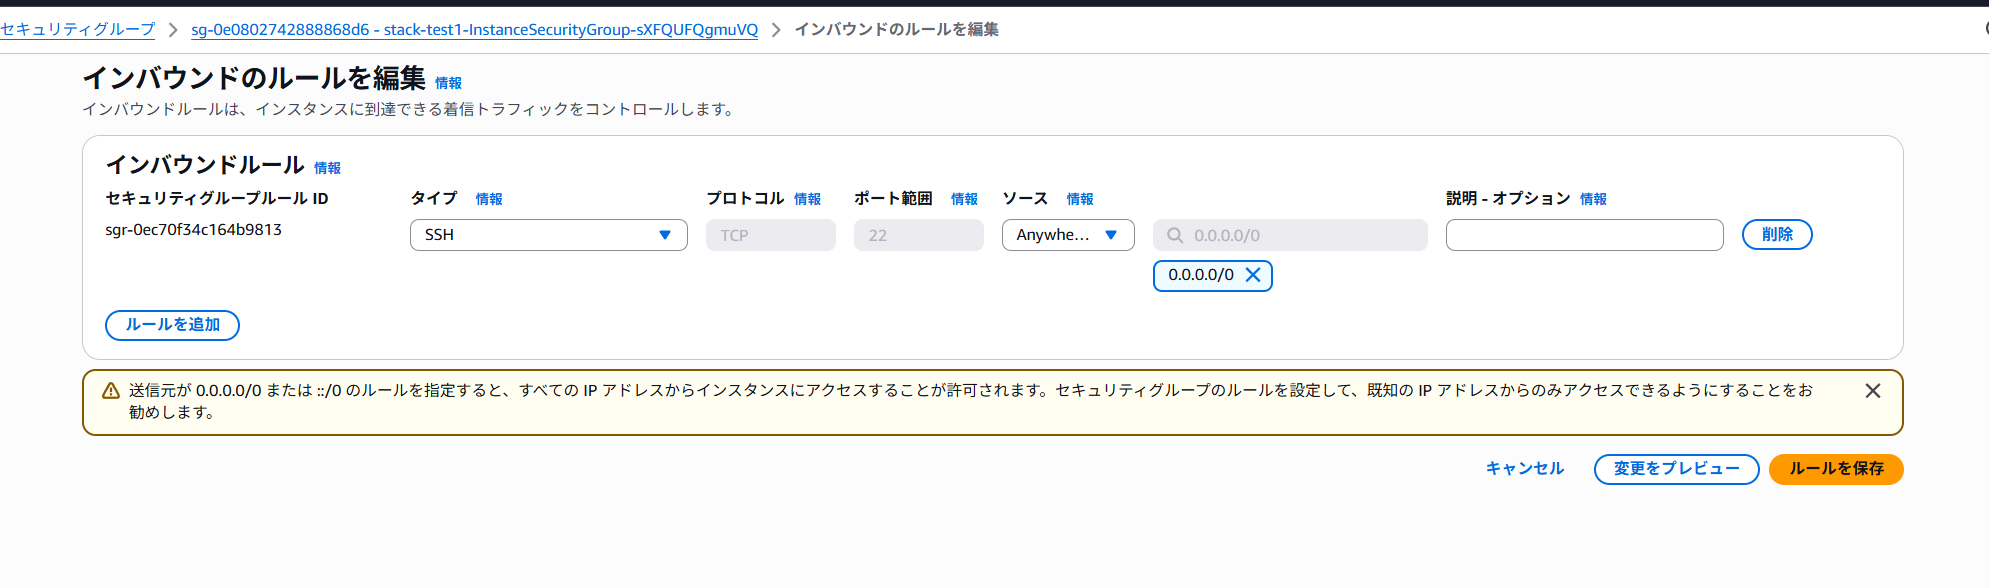 セキュリティグループ > sg-0e0802742888868d6 - stack-test1-InstanceSecurityGroup-sXFQUFQgmuVQ > インバウンドのルールを編集
インバウンドのルールを編集 情報
インバウンドルールは、インスタンスに到達できる着信トラフィックをコントロールします。
インバウンドルール 情報
セキュリティグループルール ID タイプ 情報 プロトコル 情報 ポート範囲 情報 ソース 情報 説明 - オプション 情報
sgr-0ec70f34c164b9813 SSH TCP 22 Anywhe... 0.0.0.0/0 削除
0.0.0.0/0
ルールを追加
送信元が 0.0.0.0/0 または ::/0 のルールを指定すると、すべての IP アドレスからインスタンスにアクセスすることが許可されます。セキュリティグループのルールを設定して、既知の IP アドレスからのみアクセスできるようにすることをお
勧めします。
キャンセル 変更をプレビュー ルールを保存